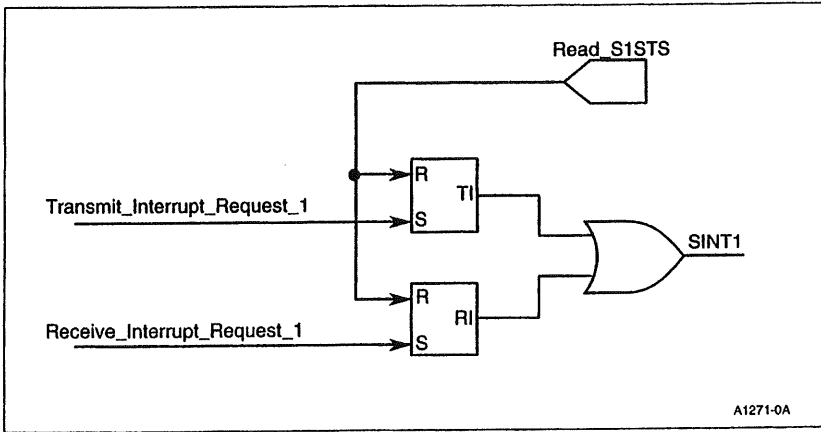 Read_S1STS
R
TI
Transmit_Interrupt_Request_1
S
SINT1
R
RI
Receive_Interrupt_Request_1
S
A1271-0A